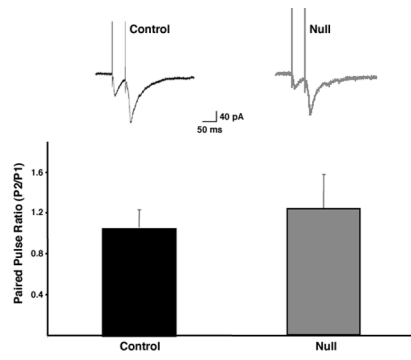 Control
Null
40 pA
50 ms
Paired Pulse Ratio (P2/P1)
1.6
1.2
0.8
0.4
Control
Null